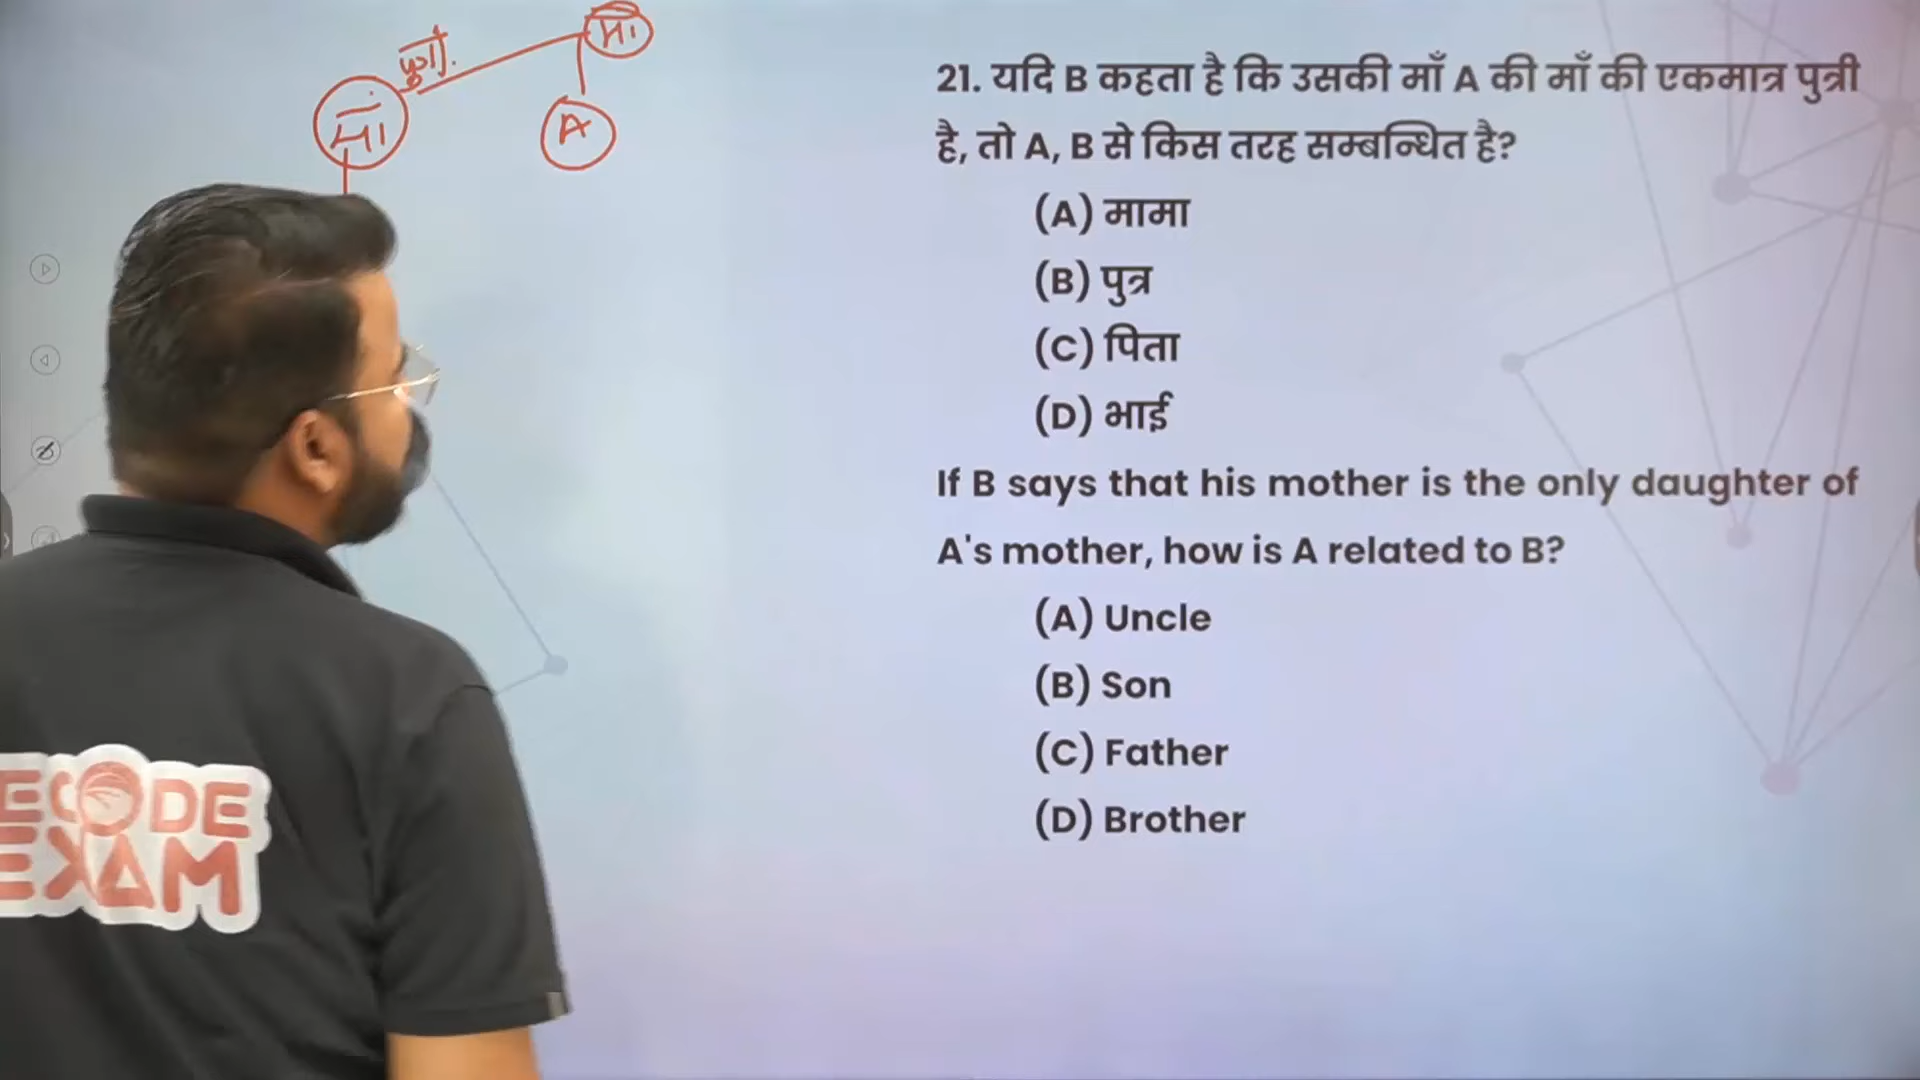 माँ
पुत्री
माँ
A
21. यदि B कहता है कि उसकी माँ A की माँ की एकमात्र पुत्री
है, तो A, B से किस तरह सम्बन्धित है?
(A) मामा
(B) पुत्र
(C) पिता
(D) भाई
If B says that his mother is the only daughter of
A's mother, how is A related to B?
(A) Uncle
(B) Son
(C) Father
(D) Brother
ECODE
EXAM